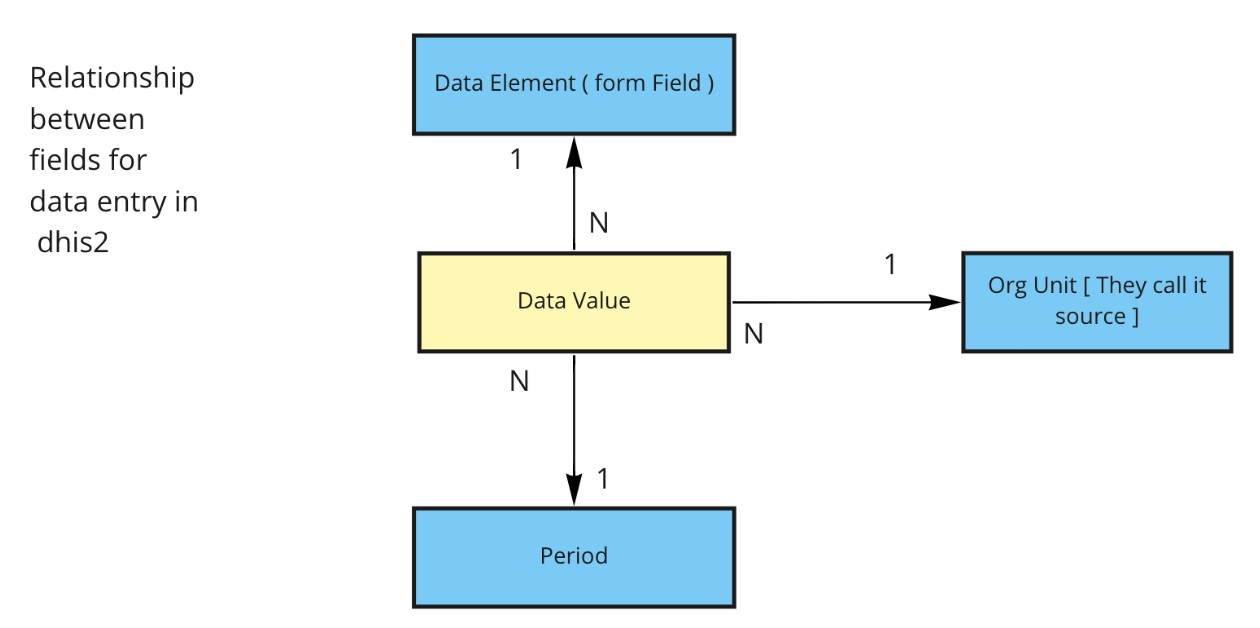 Relationship
between
fields for
data entry in
dhis2
Data Element ( form Field )
1
N
Data Value
1
N
Org Unit [ They call it
source ]
N
1
Period